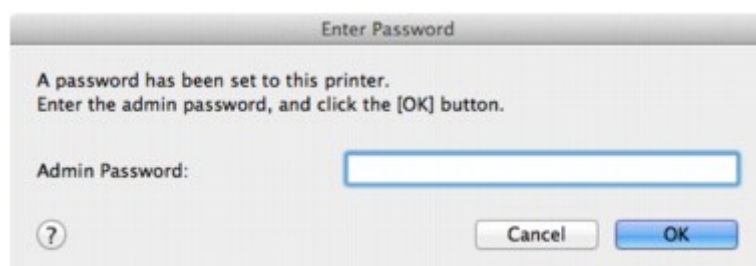 Enter Password
A password has been set to this printer.
Enter the admin password, and click the [OK] button.
Admin Password:
?
Cancel
OK